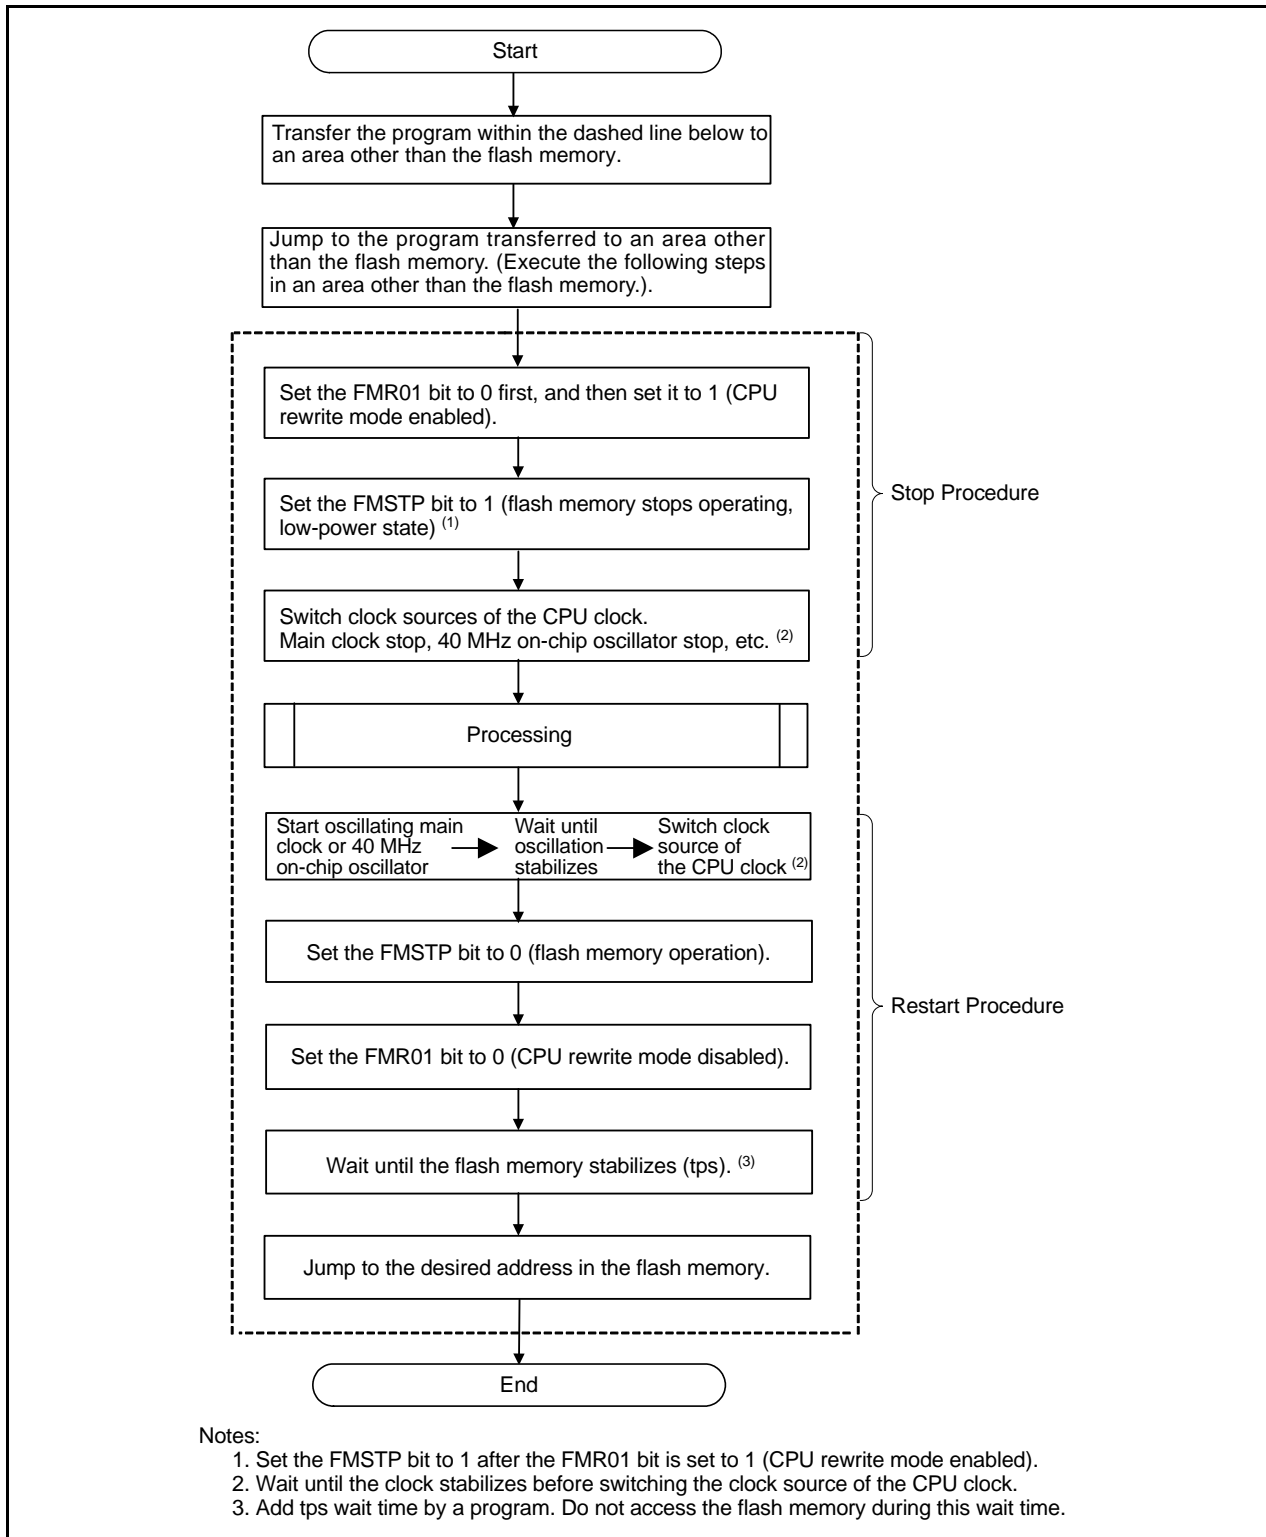 Start
Transfer the program within the dashed line below to
an area other than the flash memory.
Jump to the program transferred to an area other
than the flash memory. (Execute the following steps
in an area other than the flash memory.).
Set the FMR01 bit to 0 first, and then set it to 1 (CPU
rewrite mode enabled).
Set the FMSTP bit to 1 (flash memory stops operating,
low-power state) (1)
Stop Procedure
Switch clock sources of the CPU clock.
Main clock stop, 40 MHz on-chip oscillator stop, etc. (2)
Processing
Start oscillating main
clock or 40 MHz
on-chip oscillator
Wait until
oscillation
stabilizes
Switch clock
source of
the CPU clock (2)
Set the FMSTP bit to 0 (flash memory operation).
Restart Procedure
Set the FMR01 bit to 0 (CPU rewrite mode disabled).
Wait until the flash memory stabilizes (tps). (3)
Jump to the desired address in the flash memory.
End
Notes:
1. Set the FMSTP bit to 1 after the FMR01 bit is set to 1 (CPU rewrite mode enabled).
2. Wait until the clock stabilizes before switching the clock source of the CPU clock.
3. Add tps wait time by a program. Do not access the flash memory during this wait time.